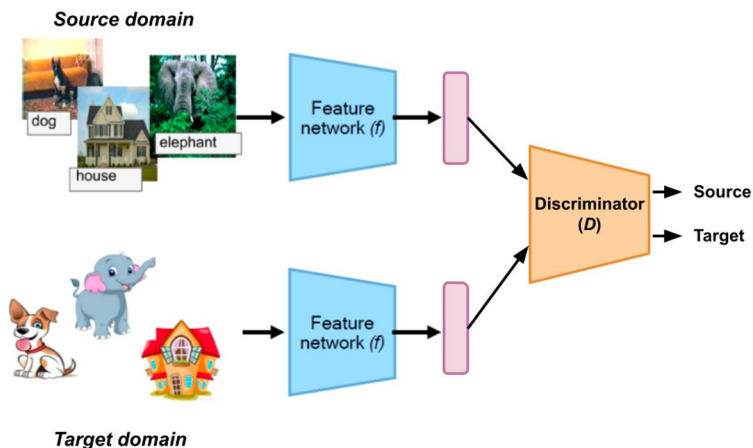 Source domain
dog
house
elephant
Feature
network (f)
Discriminator
(D)
Source
Target
Feature
network (f)
Target domain